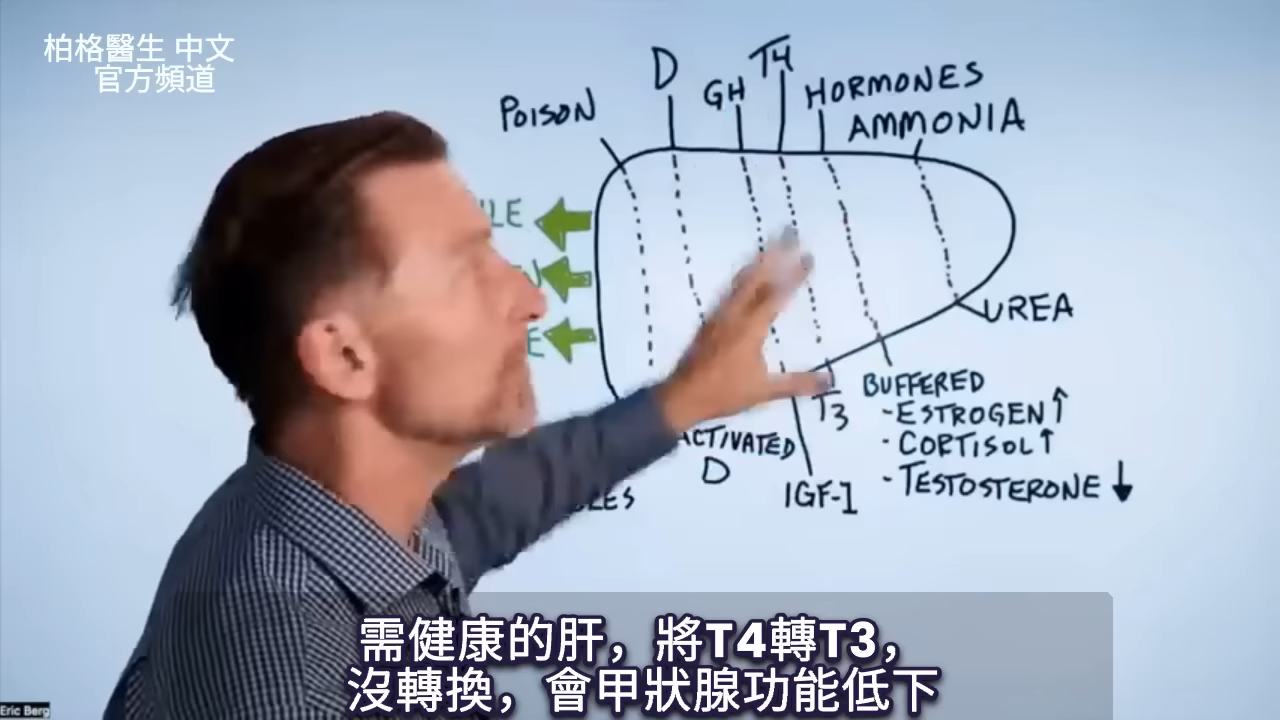 柏格醫生 中文
官方頻道
POISON
D
GH
T4
HORMONES
AMMONIA
UREA
T3
BUFFERED
- ESTROGEN↑
- CORTISOL↑
- TESTOSTERONE ↓
ACTIVATED
D
IGF-1
需健康的肝，將T4轉T3，
沒轉換，會甲狀腺功能低下
Eric Berg